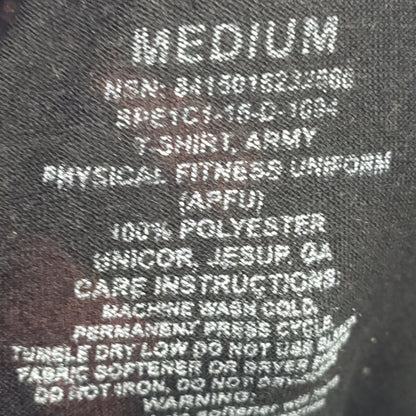 MEDIUM
NSN:
SPE1C1-15-D-1094
T-SHIRT, ARMY
PHYSICAL FITNESS UNIFORM
(APFU)
100% POLYESTER
UNICOR, JESUP, GA
CARE INSTRUCTIONS:
MACHINE WASH COLD,
PERMANENT PRESS CYCLE.
TUMBLE DRY LOW DO NOT USE
FABRIC SOFTENER OR DRYER
DO NOT IRON, DO NOT
WARNING: